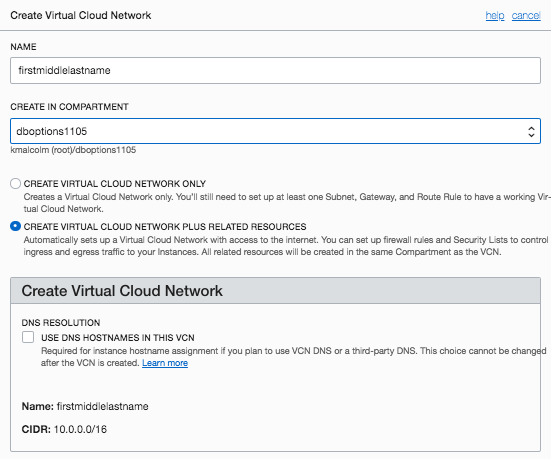 Create Virtual Cloud Network help cancel
NAME
firstmiddlelastname
CREATE IN COMPARTMENT
dboptions1105
kmalcolm (root)/dboptions1105
CREATE VIRTUAL CLOUD NETWORK ONLY
Creates a Virtual Cloud Network only. You'll still need to set up at least one Subnet, Gateway, and Route Rule to have a working Vir-
tual Cloud Network.
CREATE VIRTUAL CLOUD NETWORK PLUS RELATED RESOURCES
Automatically sets up a Virtual Cloud Network with access to the internet. You can set up firewall rules and Security Lists to control
ingress and egress traffic to your Instances. All related resources will be created in the same Compartment as the VCN.
Create Virtual Cloud Network
DNS RESOLUTION
USE DNS HOSTNAMES IN THIS VCN
Required for instance hostname assignment if you plan to use VCN DNS or a third-party DNS. This choice cannot be changed
after the VCN is created. Learn more
Name: firstmiddlelastname
CIDR: 10.0.0.0/16